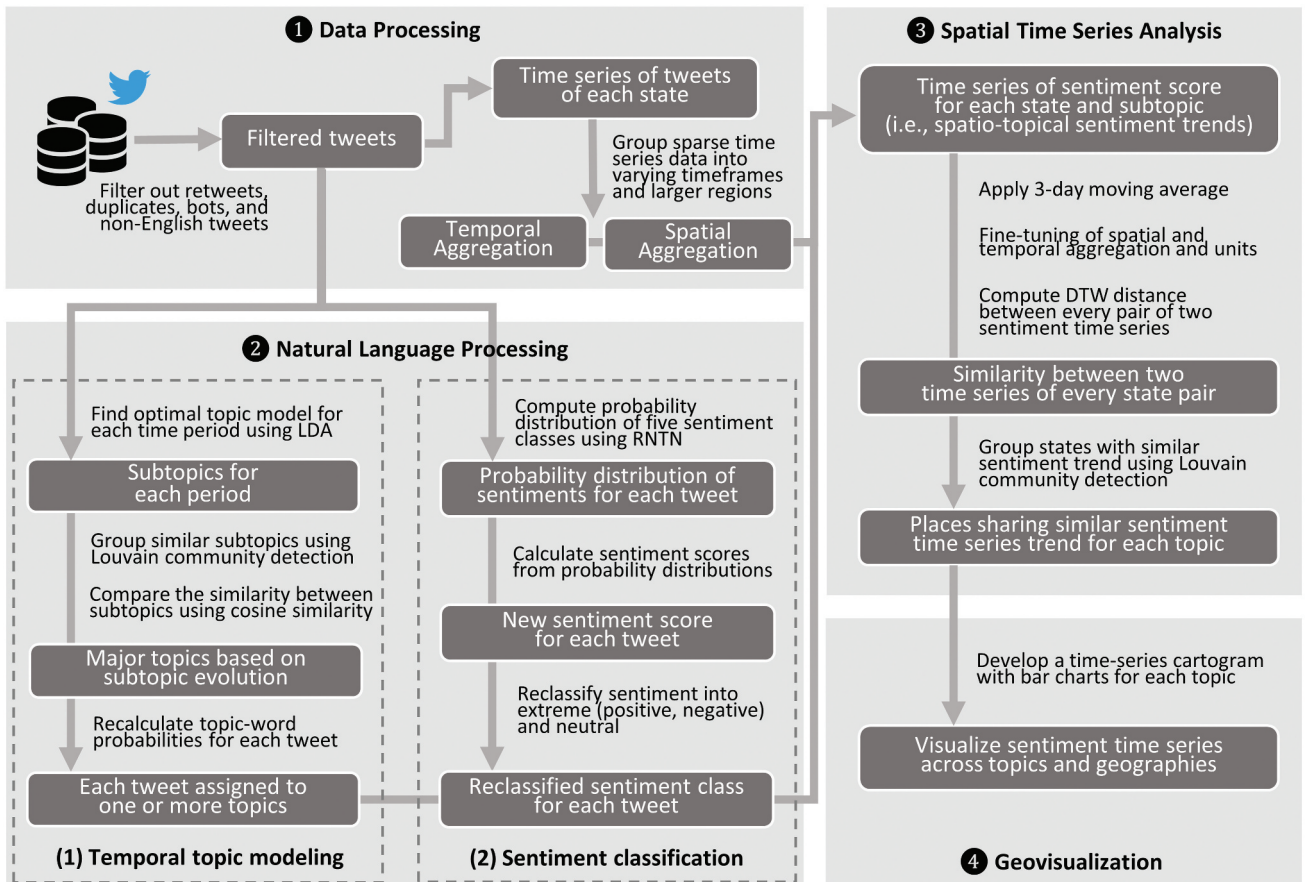 ❶ Data Processing
Filter out retweets,
duplicates, bots, and
non-English tweets
Filtered tweets
Time series of tweets
of each state
Group sparse time
series data into
varying timeframes
and larger regions
Temporal
Aggregation
Spatial
Aggregation
❷ Natural Language Processing
Find optimal topic model for
each time period using LDA
Subtopics for
each period
Group similar subtopics using
Louvain community detection
Compare the similarity between
subtopics using cosine similarity
Major topics based on
subtopic evolution
Recalculate topic-word
probabilities for each tweet
Each tweet assigned to
one or more topics
(1) Temporal topic modeling
Compute probability
distribution of five sentiment
classes using RNTN
Probability distribution of
sentiments for each tweet
Calculate sentiment scores
from probability distributions
New sentiment score
for each tweet
Reclassify sentiment into
extreme (positive, negative)
and neutral
Reclassified sentiment class
for each tweet
(2) Sentiment classification
❸ Spatial Time Series Analysis
Time series of sentiment score
for each state and subtopic
(i.e., spatio-topical sentiment trends)
Apply 3-day moving average
Fine-tuning of spatial and
temporal aggregation and units
Compute DTW distance
between every pair of two
sentiment time series
Similarity between two
time series of every state pair
Group states with similar
sentiment trend using Louvain
community detection
Places sharing similar sentiment
time series trend for each topic
Develop a time-series cartogram
with bar charts for each topic
Visualize sentiment time series
across topics and geographies
❹ Geovisualization